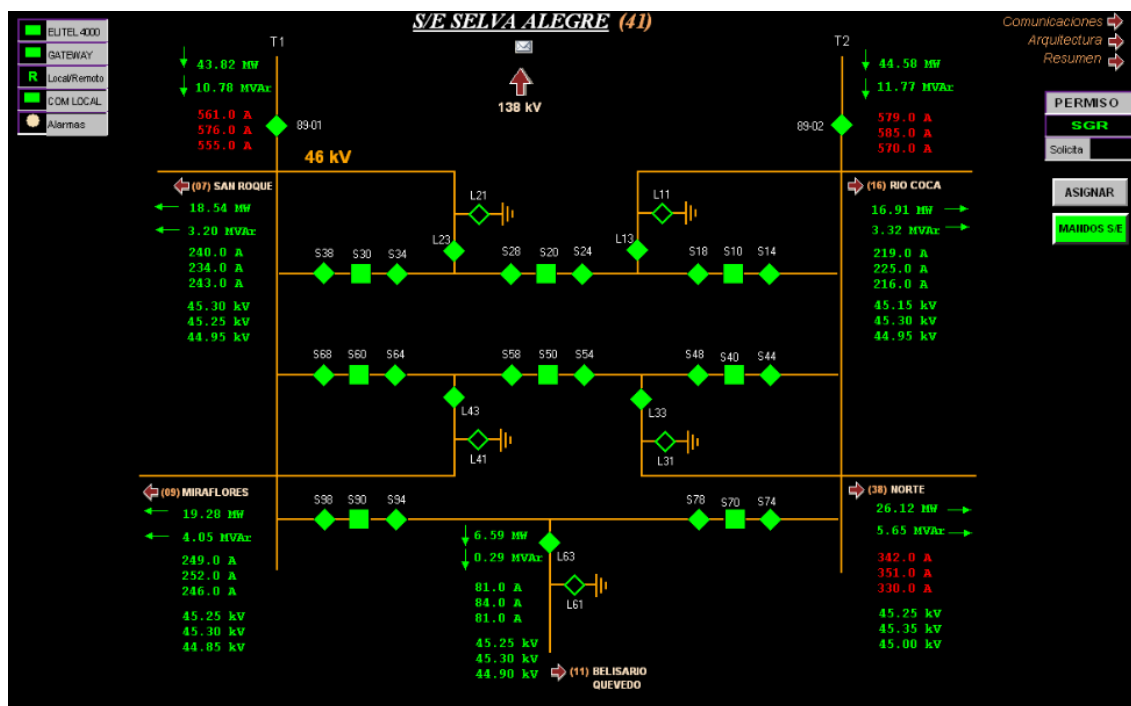 S/E SELVA ALEGRE (41)
ELITEL 4000
GATEWAY
R Local/Remoto
COM LOCAL
Alarmas
Comunicaciones
Arquitectura
Resumen
PERMISO
SGR
Solicita
ASIGNAR
MANDOS S/E
138 kV
T1
43.82 MW
10.78 MVAr
561.0 A
576.0 A
555.0 A
89-01
46 kV
T2
44.58 MW
11.77 MVAr
579.0 A
585.0 A
570.0 A
89-02
(07) SAN ROQUE
18.54 MW
3.20 MVAr
240.0 A
234.0 A
243.0 A
45.30 kV
45.25 kV
44.95 kV
L21
L11
L23
L13
S38 S30 S34 S28 S20 S24 S18 S10 S14
(16) RIO COCA
16.91 MW
3.32 MVAr
219.0 A
225.0 A
216.0 A
45.15 kV
45.30 kV
44.95 kV
S68 S60 S64 S58 S50 S54 S48 S40 S44
L43
L33
L41
L31
(09) MIRAFLORES
19.28 MW
4.05 MVAr
249.0 A
252.0 A
246.0 A
45.25 kV
45.30 kV
44.85 kV
S98 S90 S94 S78 S70 S74
6.59 MW
0.29 MVAr
L63
81.0 A
84.0 A
81.0 A
L61
45.25 kV
45.30 kV
44.90 kV
(11) BELISARIO
QUEVEDO
(38) NORTE
26.12 MW
5.65 MVAr
342.0 A
351.0 A
330.0 A
45.25 kV
45.35 kV
45.00 kV